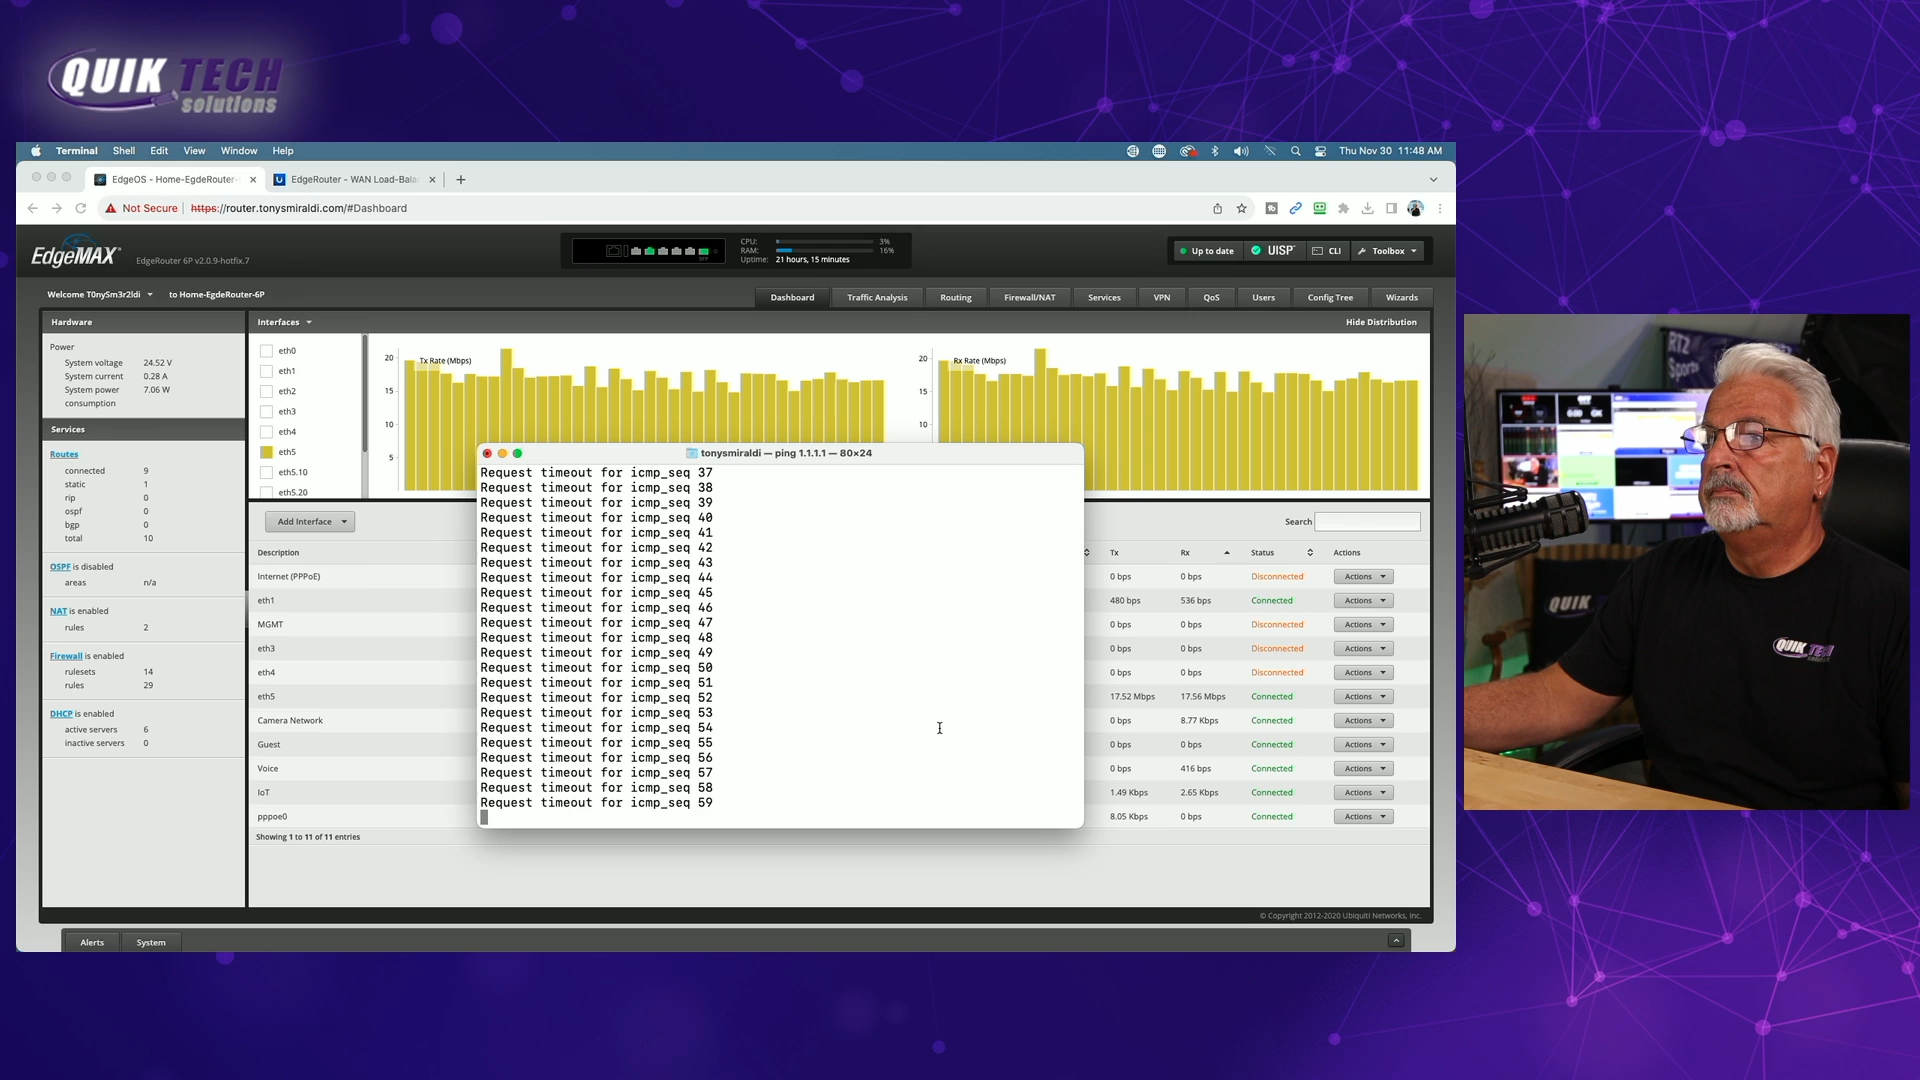 QUIK TECH
solutions
Terminal Shell Edit View Window Help
Thu Nov 30 11:48 AM
EdgeOS - Home-EgdeRouter-
EdgeRouter - WAN Load-Bala
Not Secure https://router.tonysmiraldi.com/#Dashboard
EdgeMAX
EdgeRouter 6P v2.0.9-hotfix.7
CPU: 3%
RAM: 16%
Uptime: 21 hours, 15 minutes
Up to date
UISP
CLI
Toolbox
Welcome T0nySm3r2ldi to Home-EgdeRouter-6P
Dashboard Traffic Analysis Routing Firewall/NAT Services VPN QoS Users Config Tree Wizards
Hardware
Power
System voltage 24.52 V
System current 0.28 A
System power 7.06 W
consumption
Services
Routes
connected 9
static 1
rip 0
ospf 0
bgp 0
total 10
OSPF is disabled
areas n/a
NAT is enabled
rules 2
Firewall is enabled
rulesets 14
rules 29
DHCP is enabled
active servers 6
inactive servers 0
Interfaces
Hide Distribution
eth0
eth1
eth2
eth3
eth4
eth5
eth5.10
eth5.20
Tx Rate (Mbps)
20
15
10
5
Rx Rate (Mbps)
20
15
10
Add Interface
Search
Description Tx Rx Status Actions
Internet (PPPoE) 0 bps 0 bps Disconnected Actions
eth1 480 bps 536 bps Connected Actions
MGMT 0 bps 0 bps Disconnected Actions
eth3 0 bps 0 bps Disconnected Actions
eth4 0 bps 0 bps Disconnected Actions
eth5 17.52 Mbps 17.56 Mbps Connected Actions
Camera Network 0 bps 8.77 Kbps Connected Actions
Guest 0 bps 0 bps Connected Actions
Voice 0 bps 416 bps Connected Actions
IoT 1.49 Kbps 2.65 Kbps Connected Actions
pppoe0 8.05 Kbps Connected Actions
Showing 1 to 11 of 11 entries
tonysmiraldi — ping 1.1.1.1 — 80×24
Request timeout for icmp_seq 37
Request timeout for icmp_seq 38
Request timeout for icmp_seq 39
Request timeout for icmp_seq 40
Request timeout for icmp_seq 41
Request timeout for icmp_seq 42
Request timeout for icmp_seq 43
Request timeout for icmp_seq 44
Request timeout for icmp_seq 45
Request timeout for icmp_seq 46
Request timeout for icmp_seq 47
Request timeout for icmp_seq 48
Request timeout for icmp_seq 49
Request timeout for icmp_seq 50
Request timeout for icmp_seq 51
Request timeout for icmp_seq 52
Request timeout for icmp_seq 53
Request timeout for icmp_seq 54
Request timeout for icmp_seq 55
Request timeout for icmp_seq 56
Request timeout for icmp_seq 57
Request timeout for icmp_seq 58
Request timeout for icmp_seq 59
© Copyright 2012-2020 Ubiquiti Networks, Inc.
Alerts System
RTZ
Sports
QUIK
QUIK TECH